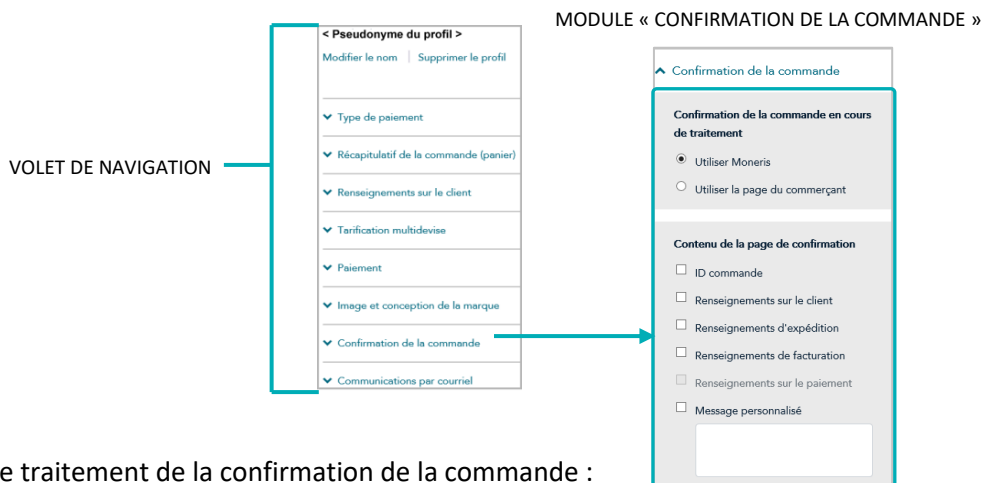 MODULE « CONFIRMATION DE LA COMMANDE »
< Pseudonyme du profil >
Modifier le nom | Supprimer le profil
VOLET DE NAVIGATION
Type de paiement
Récapitulatif de la commande (panier)
Renseignements sur le client
Tarification multidevise
Paiement
Image et conception de la marque
Confirmation de la commande
Communications par courriel
Confirmation de la commande
Confirmation de la commande en cours
de traitement
Utiliser Moneris
Utiliser la page du commerçant
Contenu de la page de confirmation
ID commande
Renseignements sur le client
Renseignements d'expédition
Renseignements de facturation
Renseignements sur le paiement
Message personnalisé
e traitement de la confirmation de la commande :